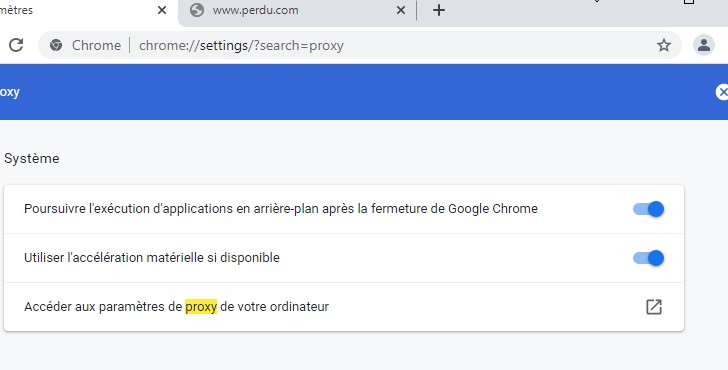 mètres
www.perdu.com
Chrome
chrome://settings/?search=proxy
oxy
Système
Poursuivre l'exécution d'applications en arrière-plan après la fermeture de Google Chrome
Utiliser l'accélération matérielle si disponible
Accéder aux paramètres de proxy de votre ordinateur